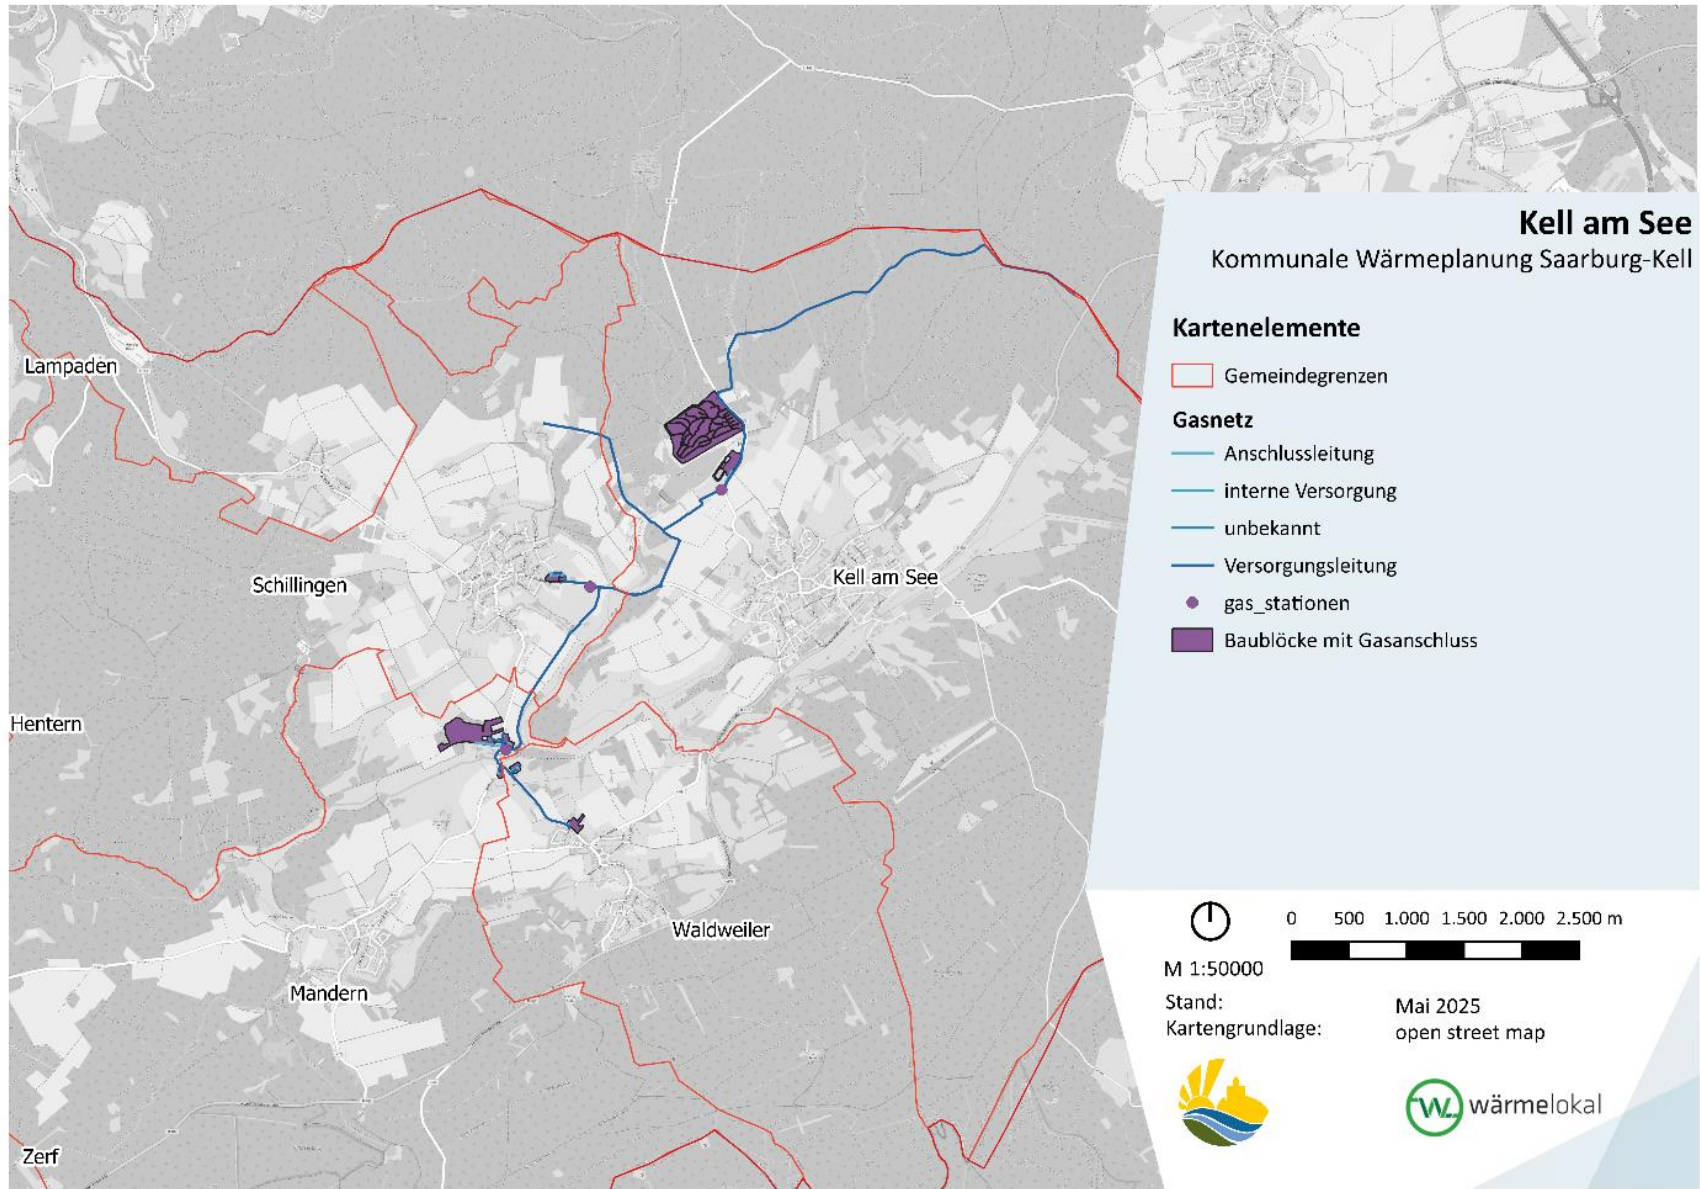 Kell am See
Kommunale Wärmeplanung Saarburg-Kell
Kartenelemente
Gemeindegrenzen
Gasnetz
Anschlussleitung
interne Versorgung
unbekannt
Versorgungsleitung
gas_stationen
Baublöcke mit Gasanschluss
Lampaden
Schillingen
Kell am See
Hentern
Waldweiler
Mandern
Zerf
0 500 1.000 1.500 2.000 2.500 m
M 1:50000
Stand: Mai 2025
Kartengrundlage: open street map
WL wärmelokal